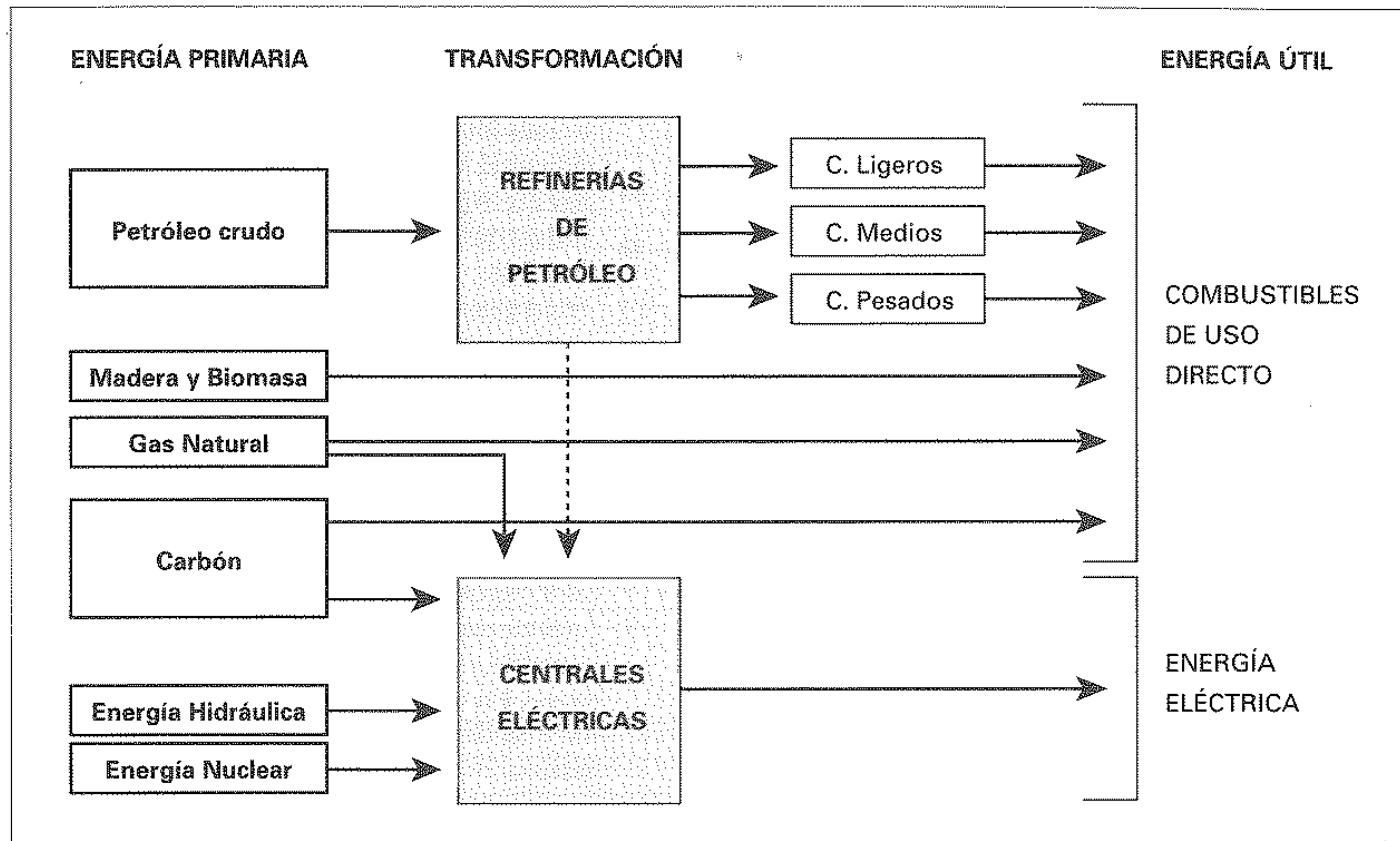 ENERGÍA PRIMARIA
TRANSFORMACIÓN
ENERGÍA ÚTIL
Petróleo crudo
REFINERÍAS
DE
PETRÓLEO
C. Ligeros
C. Medios
C. Pesados
COMBUSTIBLES
DE USO
DIRECTO
Madera y Biomasa
Gas Natural
Carbón
Energía Hidráulica
Energía Nuclear
CENTRALES
ELÉCTRICAS
ENERGÍA
ELÉCTRICA